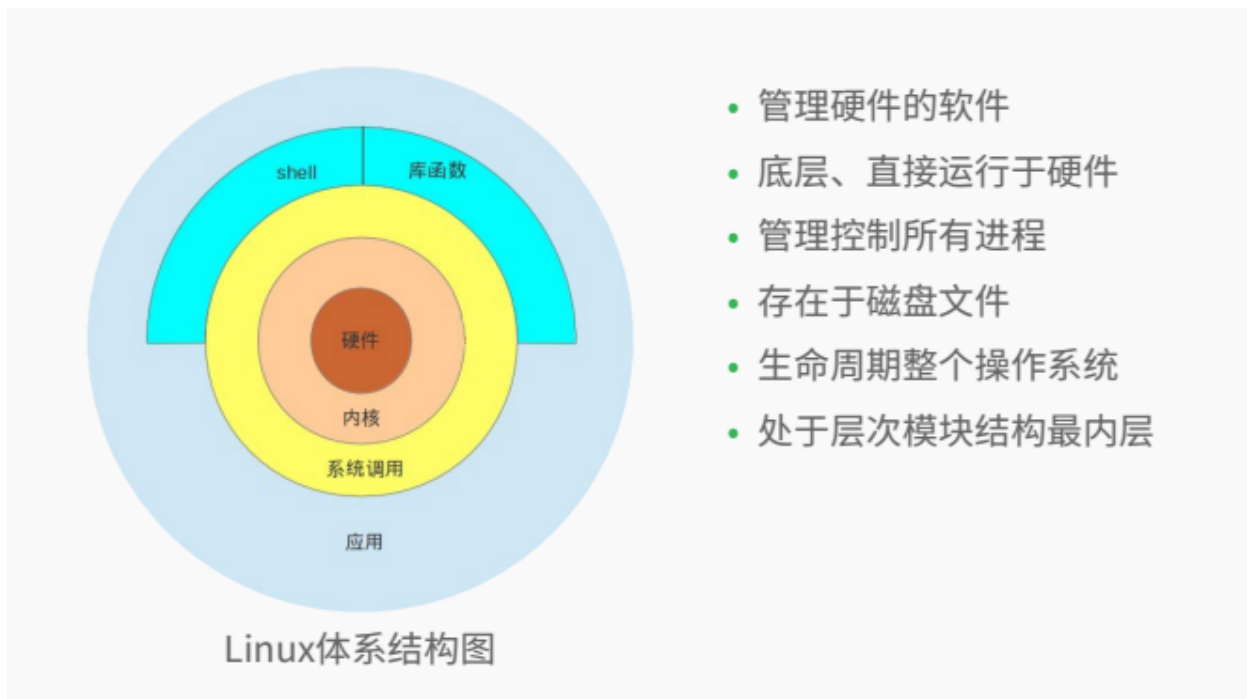 shell
库函数
硬件
内核
系统调用
应用
Linux体系结构图
管理硬件的软件
底层、直接运行于硬件
管理控制所有进程
存在于磁盘文件
生命周期整个操作系统
处于层次模块结构最内层